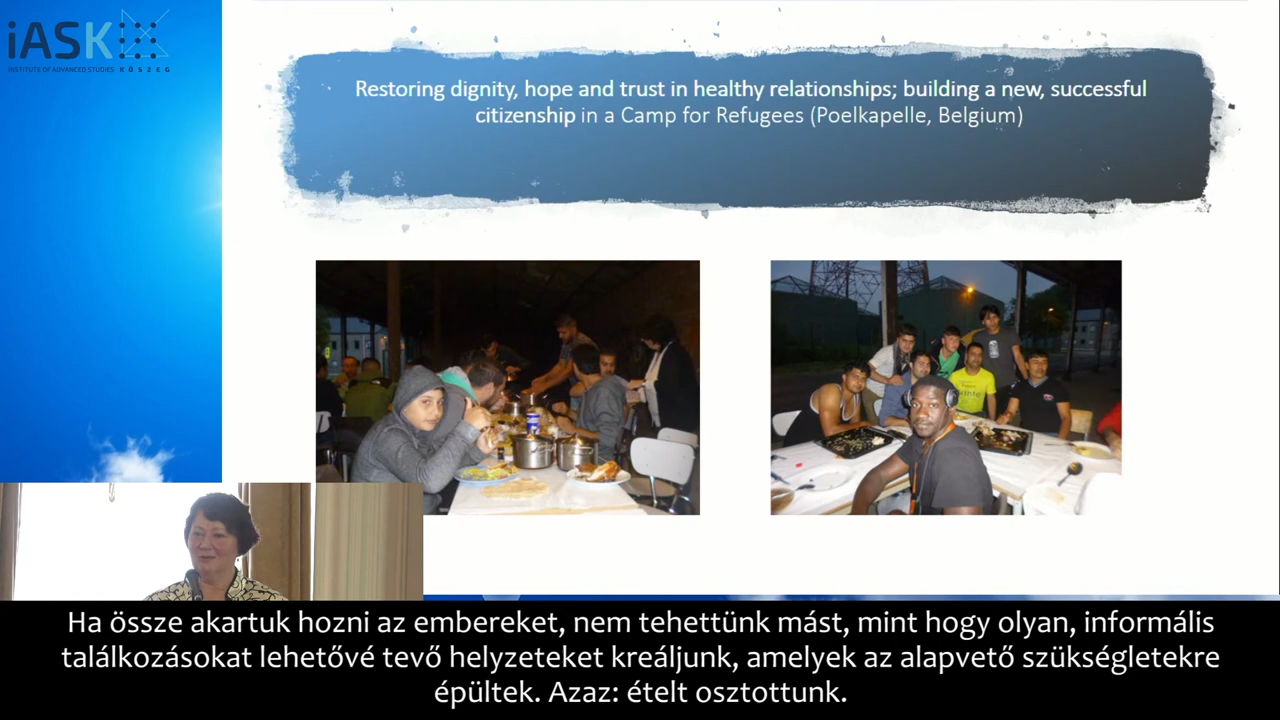 iASK
INSTITUTE OF ADVANCED STUDIES KŐSZEG
Restoring dignity, hope and trust in healthy relationships; building a new, successful
citizenship in a Camp for Refugees (Poelkapelle, Belgium)
Ha össze akartuk hozni az embereket, nem tehettünk mást, mint hogy olyan, informális
találkozásokat lehetővé tevő helyzeteket kreáljunk, amelyek az alapvető szükségletekre
épültek. Azaz: ételt osztottunk.